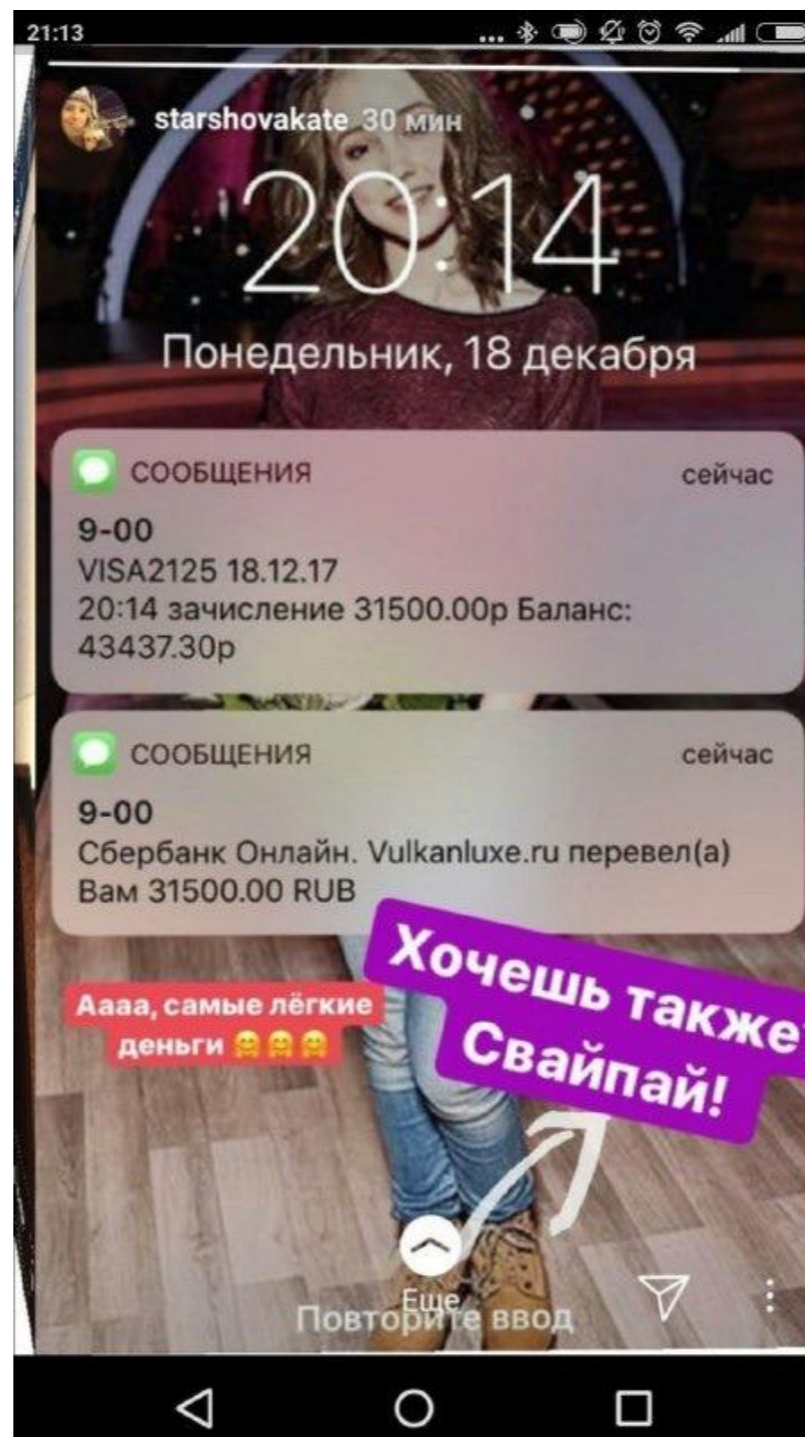 21:13
starshovakate 30 мин
20:14
Понедельник, 18 декабря
СООБЩЕНИЯ сейчас
9-00
VISA2125 18.12.17
20:14 зачисление 31500.00р Баланс:
43437.30р
СООБЩЕНИЯ сейчас
9-00
Сбербанк Онлайн. Vulkanluxe.ru перевел(а)
Вам 31500.00 RUB
Хочешь также
Свайпай!
Аааа, самые лёгкие
деньги 🤗🤗🤗
Еще
Повторите ввод